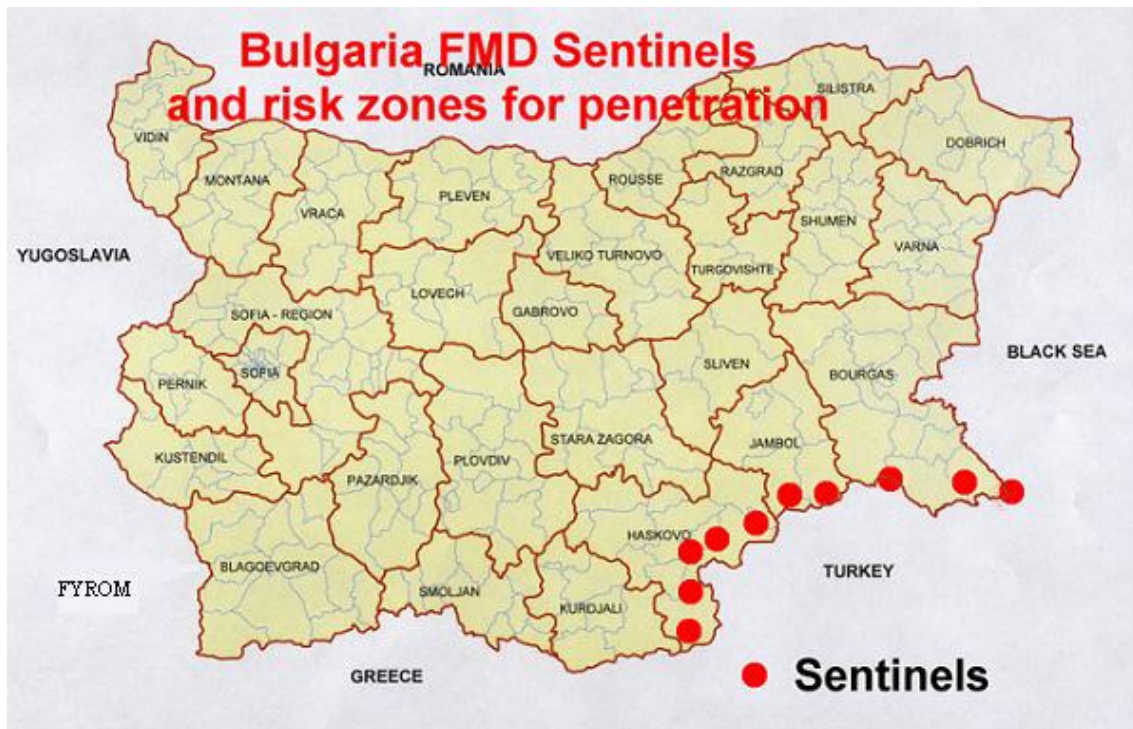 Bulgaria FMD Sentinels
ROMANIA
and risk zones for penetration
SILISTRA
VIDIN
DOBRICH
MONTANA
RAZGRAD
ROUSSE
PLEVEN
VRACA
SHUMEN
VARNA
YUGOSLAVIA
VELIKO TURNOVO
TURGOVISHTE
LOVECH
GABROVO
SOFIA - REGION
BLACK SEA
SLIVEN
SOFIA
BOURGAS
PERNIK
STARA ZAGORA
JAMBOL
KUSTENDIL
PLOVDIV
PAZARDJIK
HASKOVO
BLAGOEVGRAD
TURKEY
FYROM
SMOLJAN
KURDJALI
GREECE
Sentinels